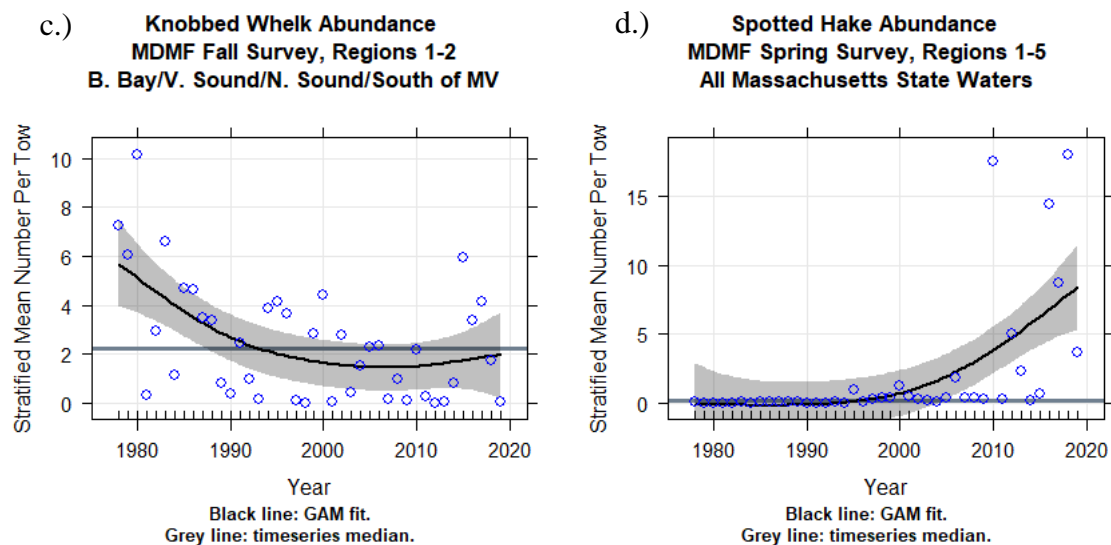 c.)
Knobbed Whelk Abundance
MDMF Fall Survey, Regions 1-2
B. Bay/V. Sound/N. Sound/South of MV
Stratified Mean Number Per Tow
10
8
6
4
2
0
1980 1990 2000 2010 2020
Year
Black line: GAM fit.
Grey line: timeseries median.
d.)
Spotted Hake Abundance
MDMF Spring Survey, Regions 1-5
All Massachusetts State Waters
Stratified Mean Number Per Tow
15
10
5
0
1980 1990 2000 2010 2020
Year
Black line: GAM fit.
Grey line: timeseries median.